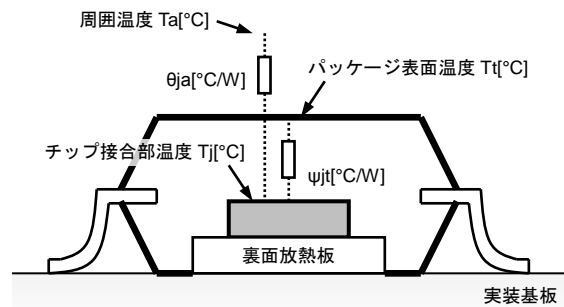 周囲温度 Ta[°C]
θja[°C/W]
パッケージ表面温度 Tt[°C]
チップ接合部温度 Tj[°C]
ψjt[°C/W]
裏面放熱板
実装基板